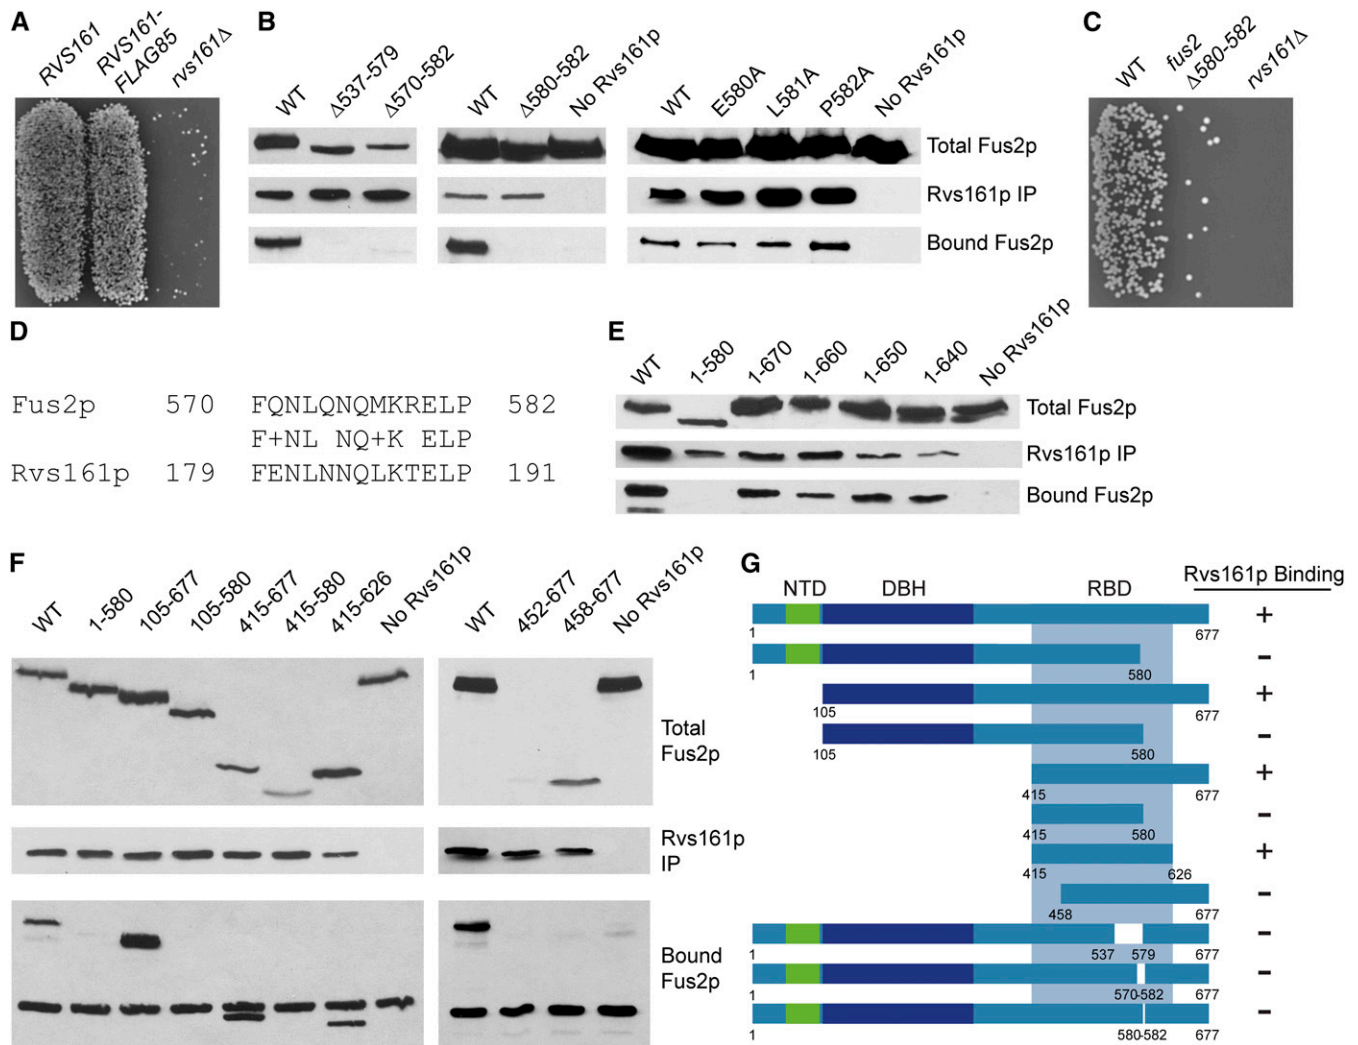 A
RVS161
RVS161-
FLAG85
rvs161Δ
B
WT
Δ537-579
Δ570-582
WT
Δ580-582
No Rvs161p
WT
E580A
L581A
P582A
No Rvs161p
Total Fus2p
Rvs161p IP
Bound Fus2p
C
WT
fus2
Δ580-582
rvs161Δ
D
Fus2p 570 FQNLQNQMKRELP 582
F+NL NQ+K ELP
Rvs161p 179 FENLNNQLKTELP 191
E
WT
1-580
1-670
1-660
1-650
1-640
No Rvs161p
Total Fus2p
Rvs161p IP
Bound Fus2p
F
WT
1-580
105-677
105-580
415-677
415-580
415-626
No Rvs161p
WT
452-677
458-677
No Rvs161p
Total
Fus2p
Rvs161p
IP
Bound
Fus2p
G
Rvs161p Binding
NTD DBH RBD
+
1 677
-
1 580
+
105 677
-
105 580
+
415 677
-
415 580
+
415 626
-
458 677
-
1 537 579 677
-
1 570-582 677
-
1 580-582 677